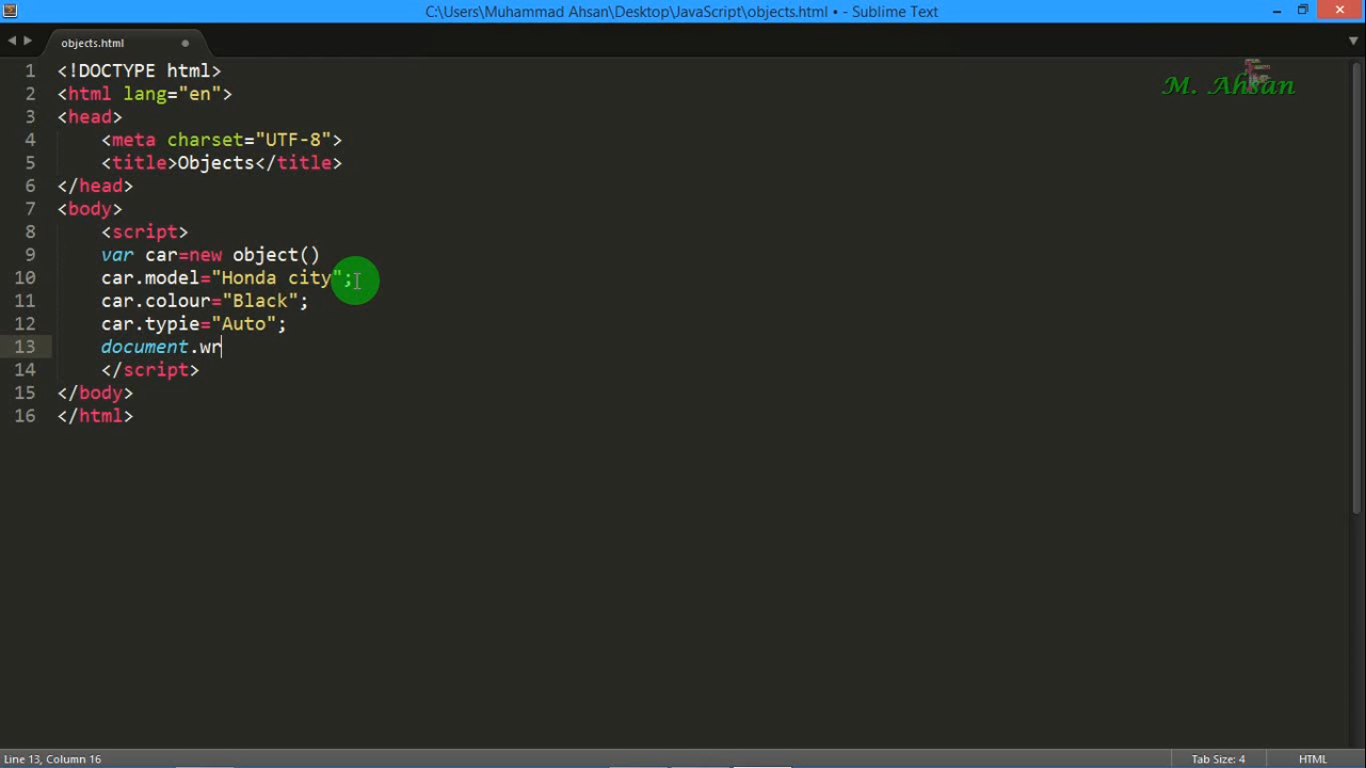 C:\Users\Muhammad Ahsan\Desktop\JavaScript\objects.html • - Sublime Text
objects.html
M. Ahsan
1 <!DOCTYPE html>
2 <html lang="en">
3 <head>
4 <meta charset="UTF-8">
5 <title>Objects</title>
6 </head>
7 <body>
8 <script>
9 var car=new object()
10 car.model="Honda city";
11 car.colour="Black";
12 car.typie="Auto";
13 document.wr
14 </script>
15 </body>
16 </html>
Line 13, Column 16
Tab Size: 4
HTML